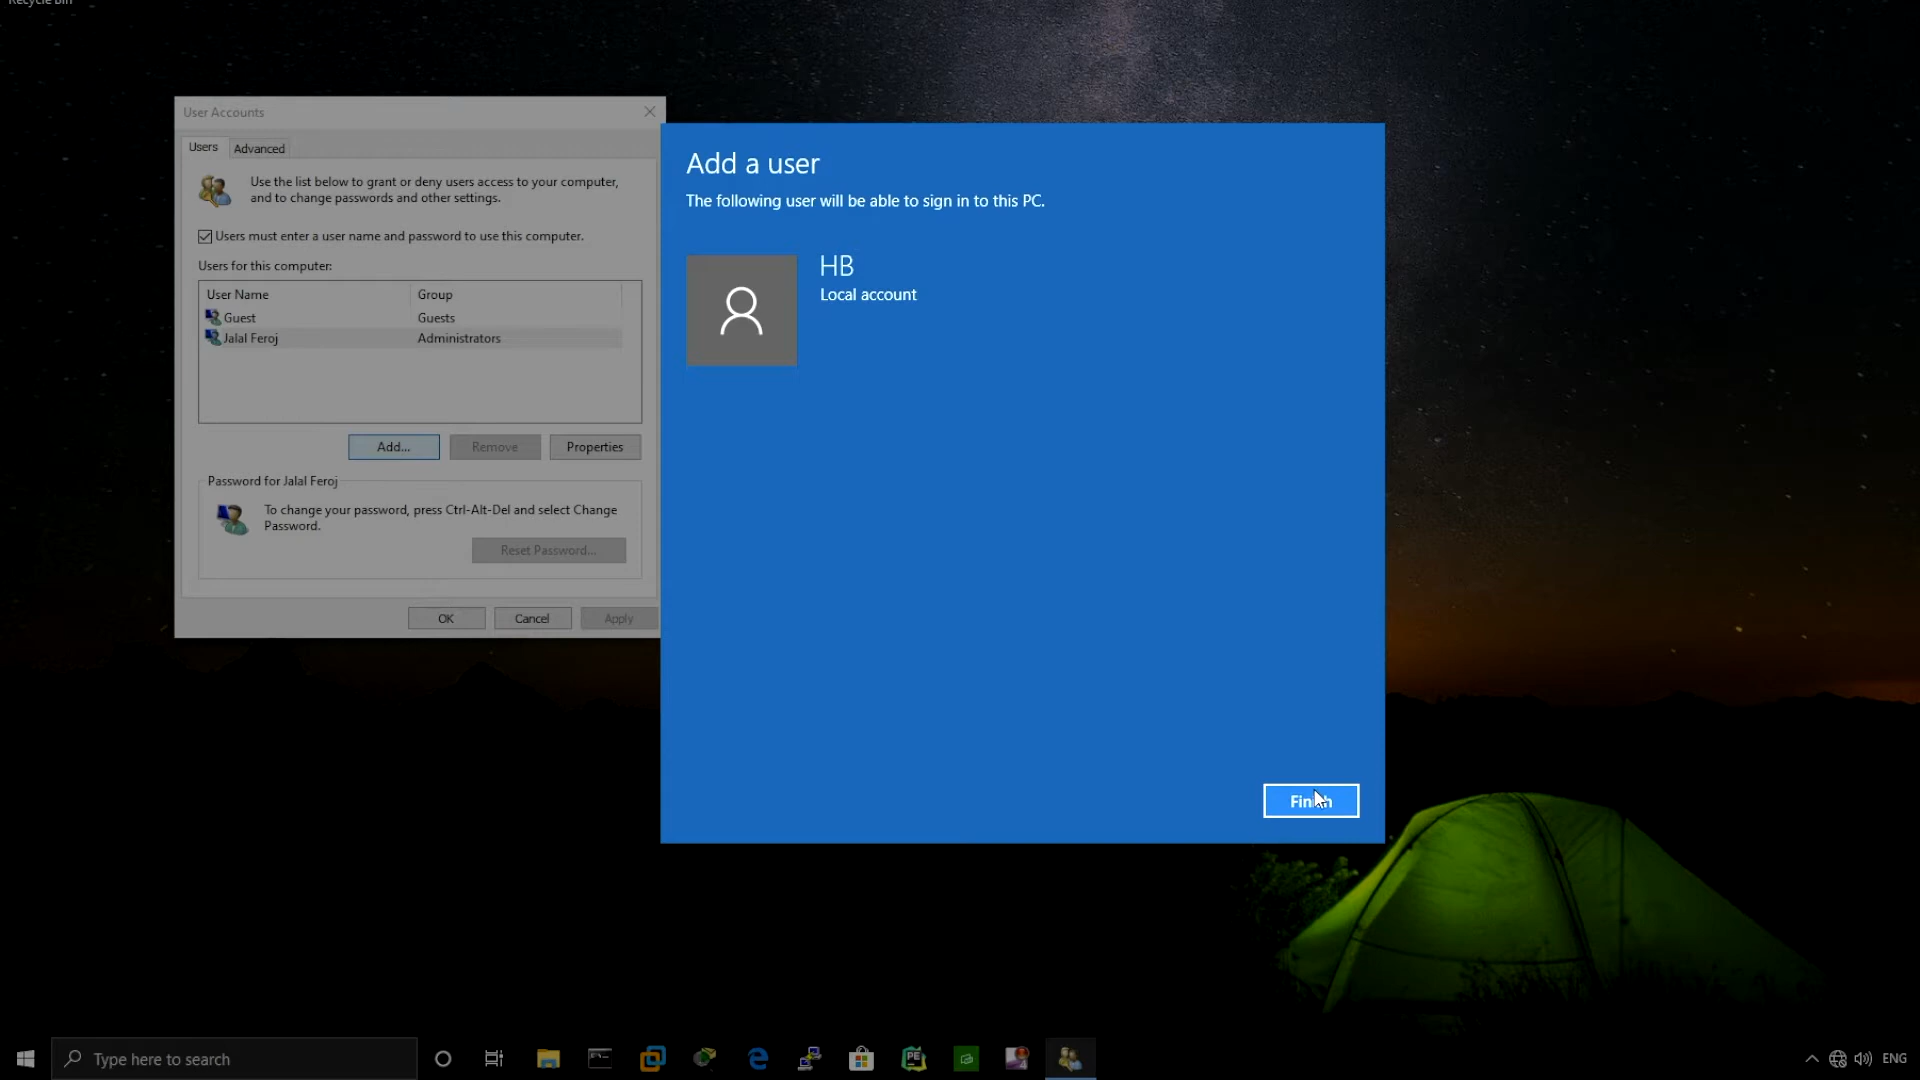 Recycle Bin
User Accounts
Users
Advanced
Use the list below to grant or deny users access to your computer,
and to change passwords and other settings.
Users must enter a user name and password to use this computer.
Users for this computer:
User Name
Group
Guest
Guests
Jalal Feroj
Administrators
Add...
Remove
Properties
Password for Jalal Feroj
To change your password, press Ctrl-Alt-Del and select Change
Password.
Reset Password...
OK
Cancel
Apply
Add a user
The following user will be able to sign in to this PC.
HB
Local account
Finish
Type here to search
PE
ENG